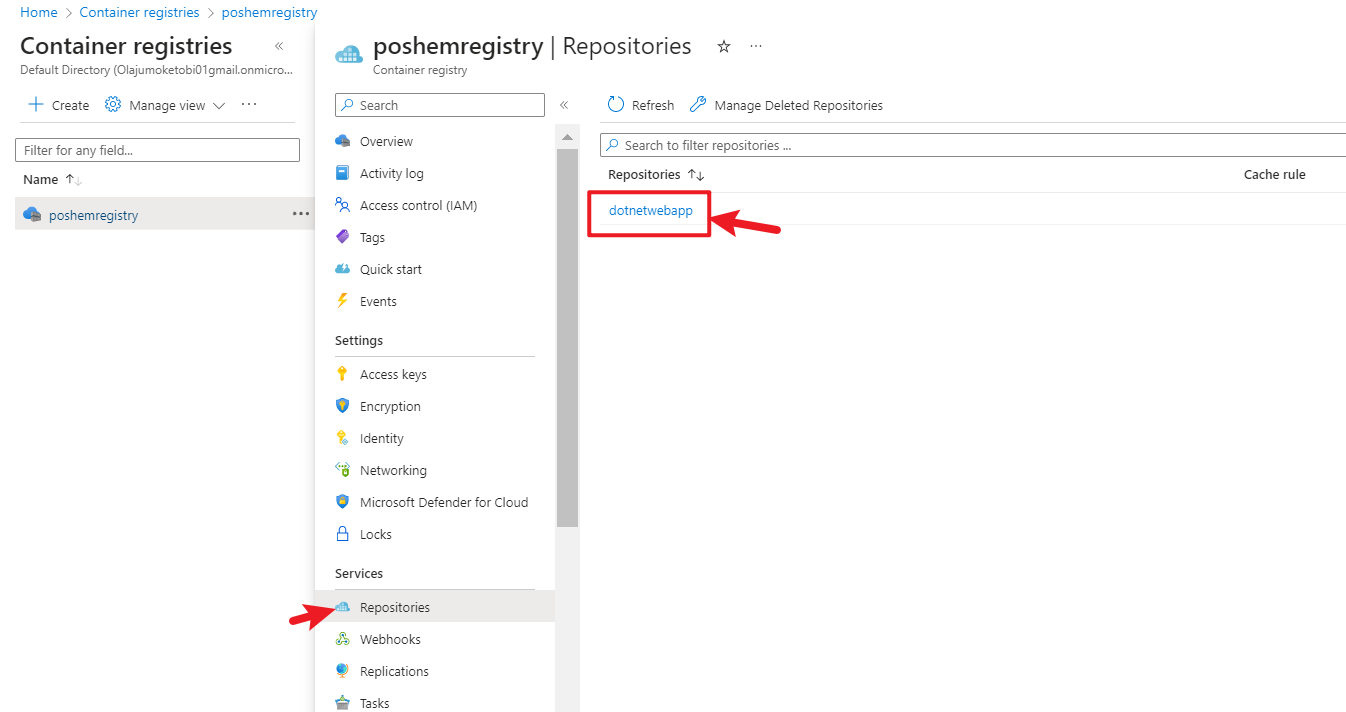 Home > Container registries > poshemregistry
Container registries «
Default Directory (Olajumoketobi01gmail.onmicro...
+ Create Manage view ···
Filter for any field...
Name ↑↓
poshemregistry ···
poshemregistry | Repositories ☆ ···
Container registry
Search «
Overview
Activity log
Access control (IAM)
Tags
Quick start
Events
Settings
Access keys
Encryption
Identity
Networking
Microsoft Defender for Cloud
Locks
Services
Repositories
Webhooks
Replications
Tasks
Refresh Manage Deleted Repositories
Search to filter repositories ...
Repositories ↑↓ Cache rule
dotnetwebapp